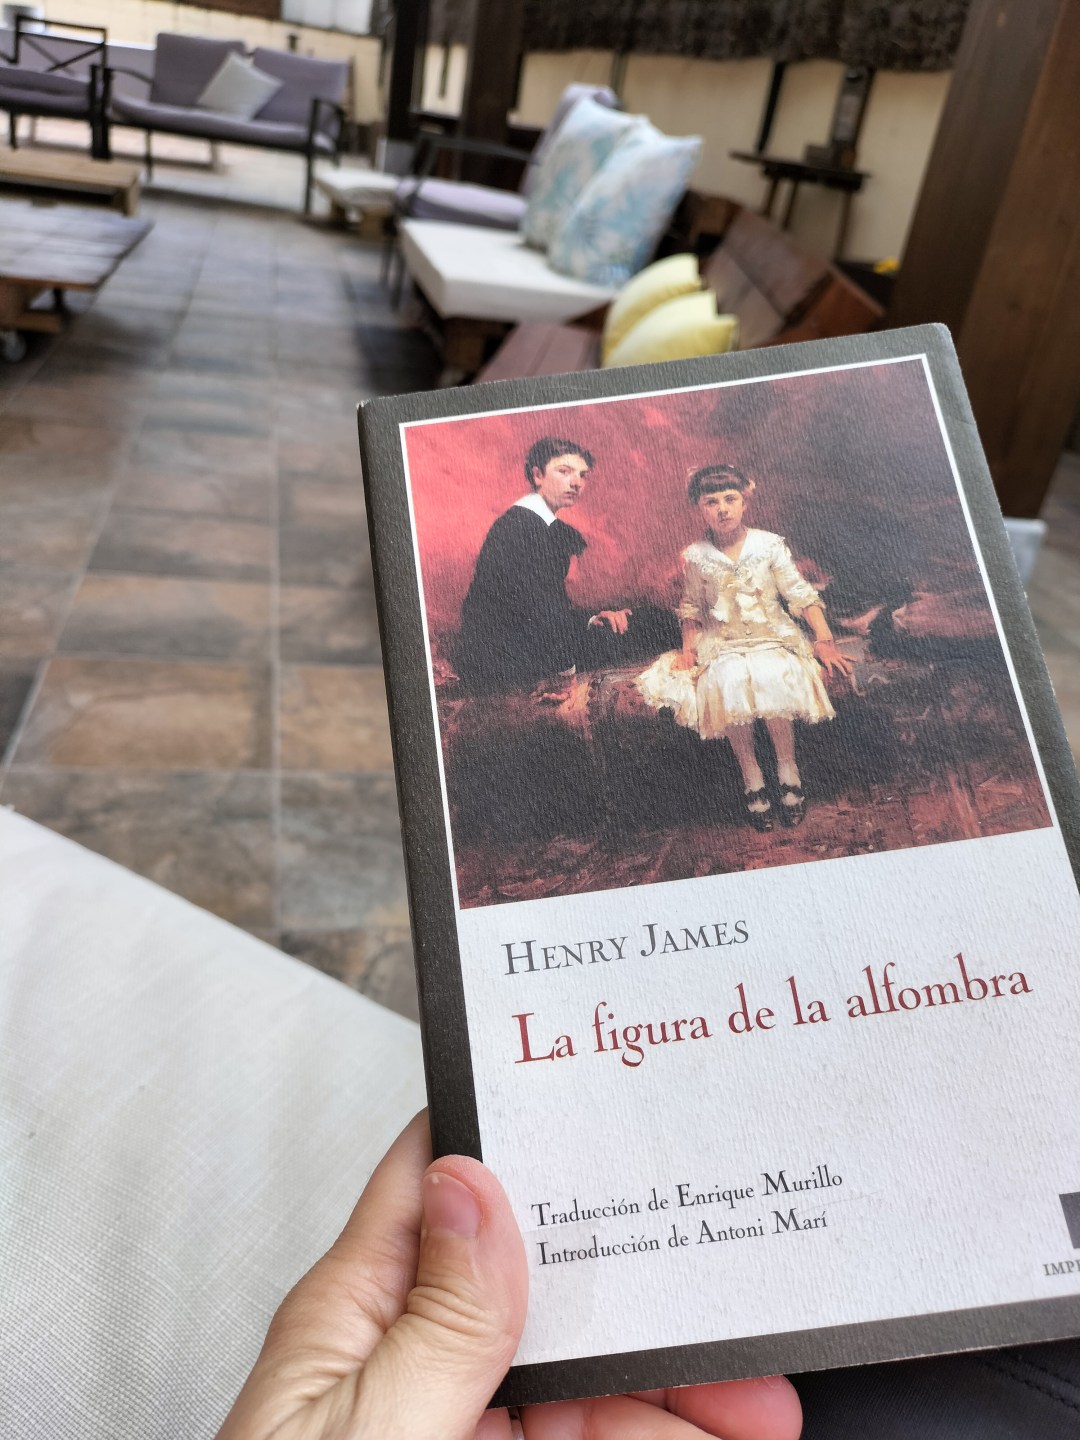 Henry James
La figura de la alfombra
Traducción de Enrique Murillo
Introducción de Antoni Marí